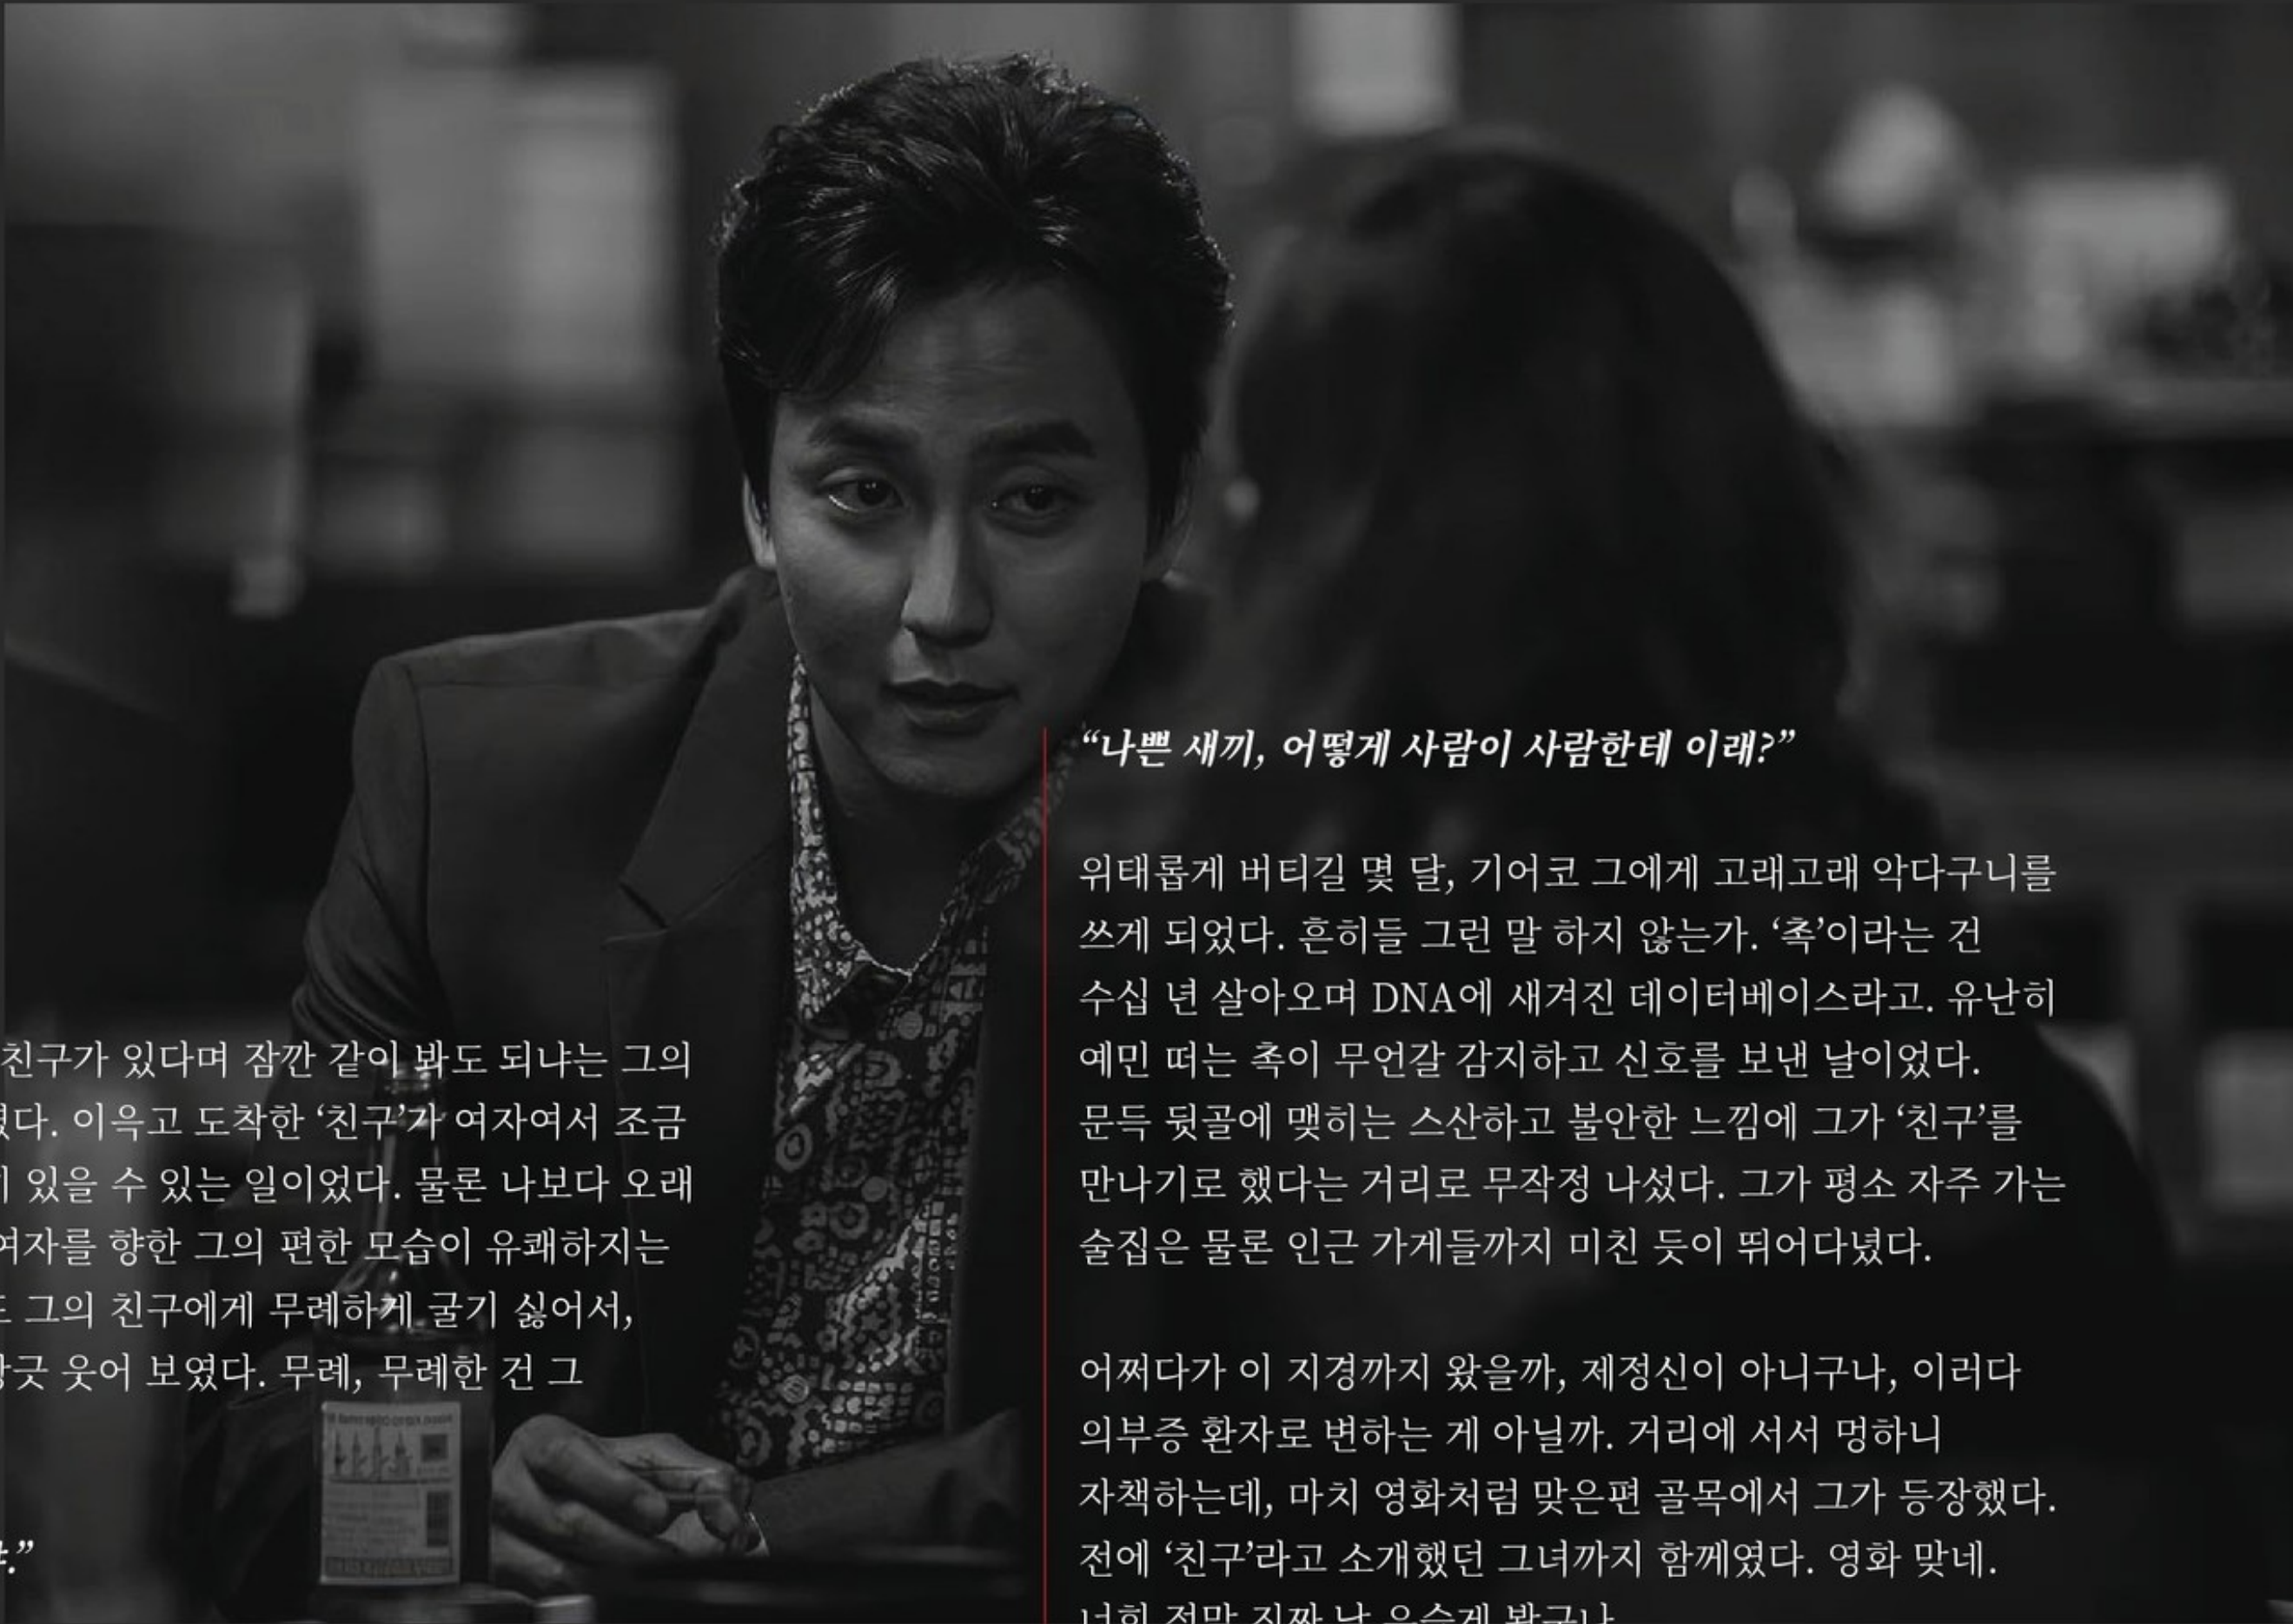 친구가 있다며 잠깐 같이 봐도 되냐는 그의
이윽고 도착한 ‘친구’가 여자여서 조금
있을 수 있는 일이었다. 물론 나보다 오래
여자를 향한 그의 편한 모습이 유쾌하지는
그의 친구에게 무례하게 굴기 싫어서,
웃어 보였다. 무례, 무례한 건 그
“나쁜 새끼, 어떻게 사람이 사람한테 이래?”
위태롭게 버티길 몇 달, 기어코 그에게 고래고래 악다구니를
쓰게 되었다. 흔히들 그런 말 하지 않는가. ‘촉’이라는 건
수십 년 살아오며 DNA에 새겨진 데이터베이스라고. 유난히
예민 떠는 촉이 무언갈 감지하고 신호를 보낸 날이었다.
문득 뒷골에 맺히는 스산하고 불안한 느낌에 그가 ‘친구’를
만나기로 했다는 거리로 무작정 나섰다. 그가 평소 자주 가는
술집은 물론 인근 가게들까지 미친 듯이 뛰어다녔다.
어쩌다가 이 지경까지 왔을까, 제정신이 아니구나, 이러다
의부증 환자로 변하는 게 아닐까. 거리에 서서 멍하니
자책하는데, 마치 영화처럼 맞은편 골목에서 그가 등장했다.
전에 ‘친구’라고 소개했던 그녀까지 함께였다. 영화 맞네.
너희 정말 진짜 날 우습게 봤구나